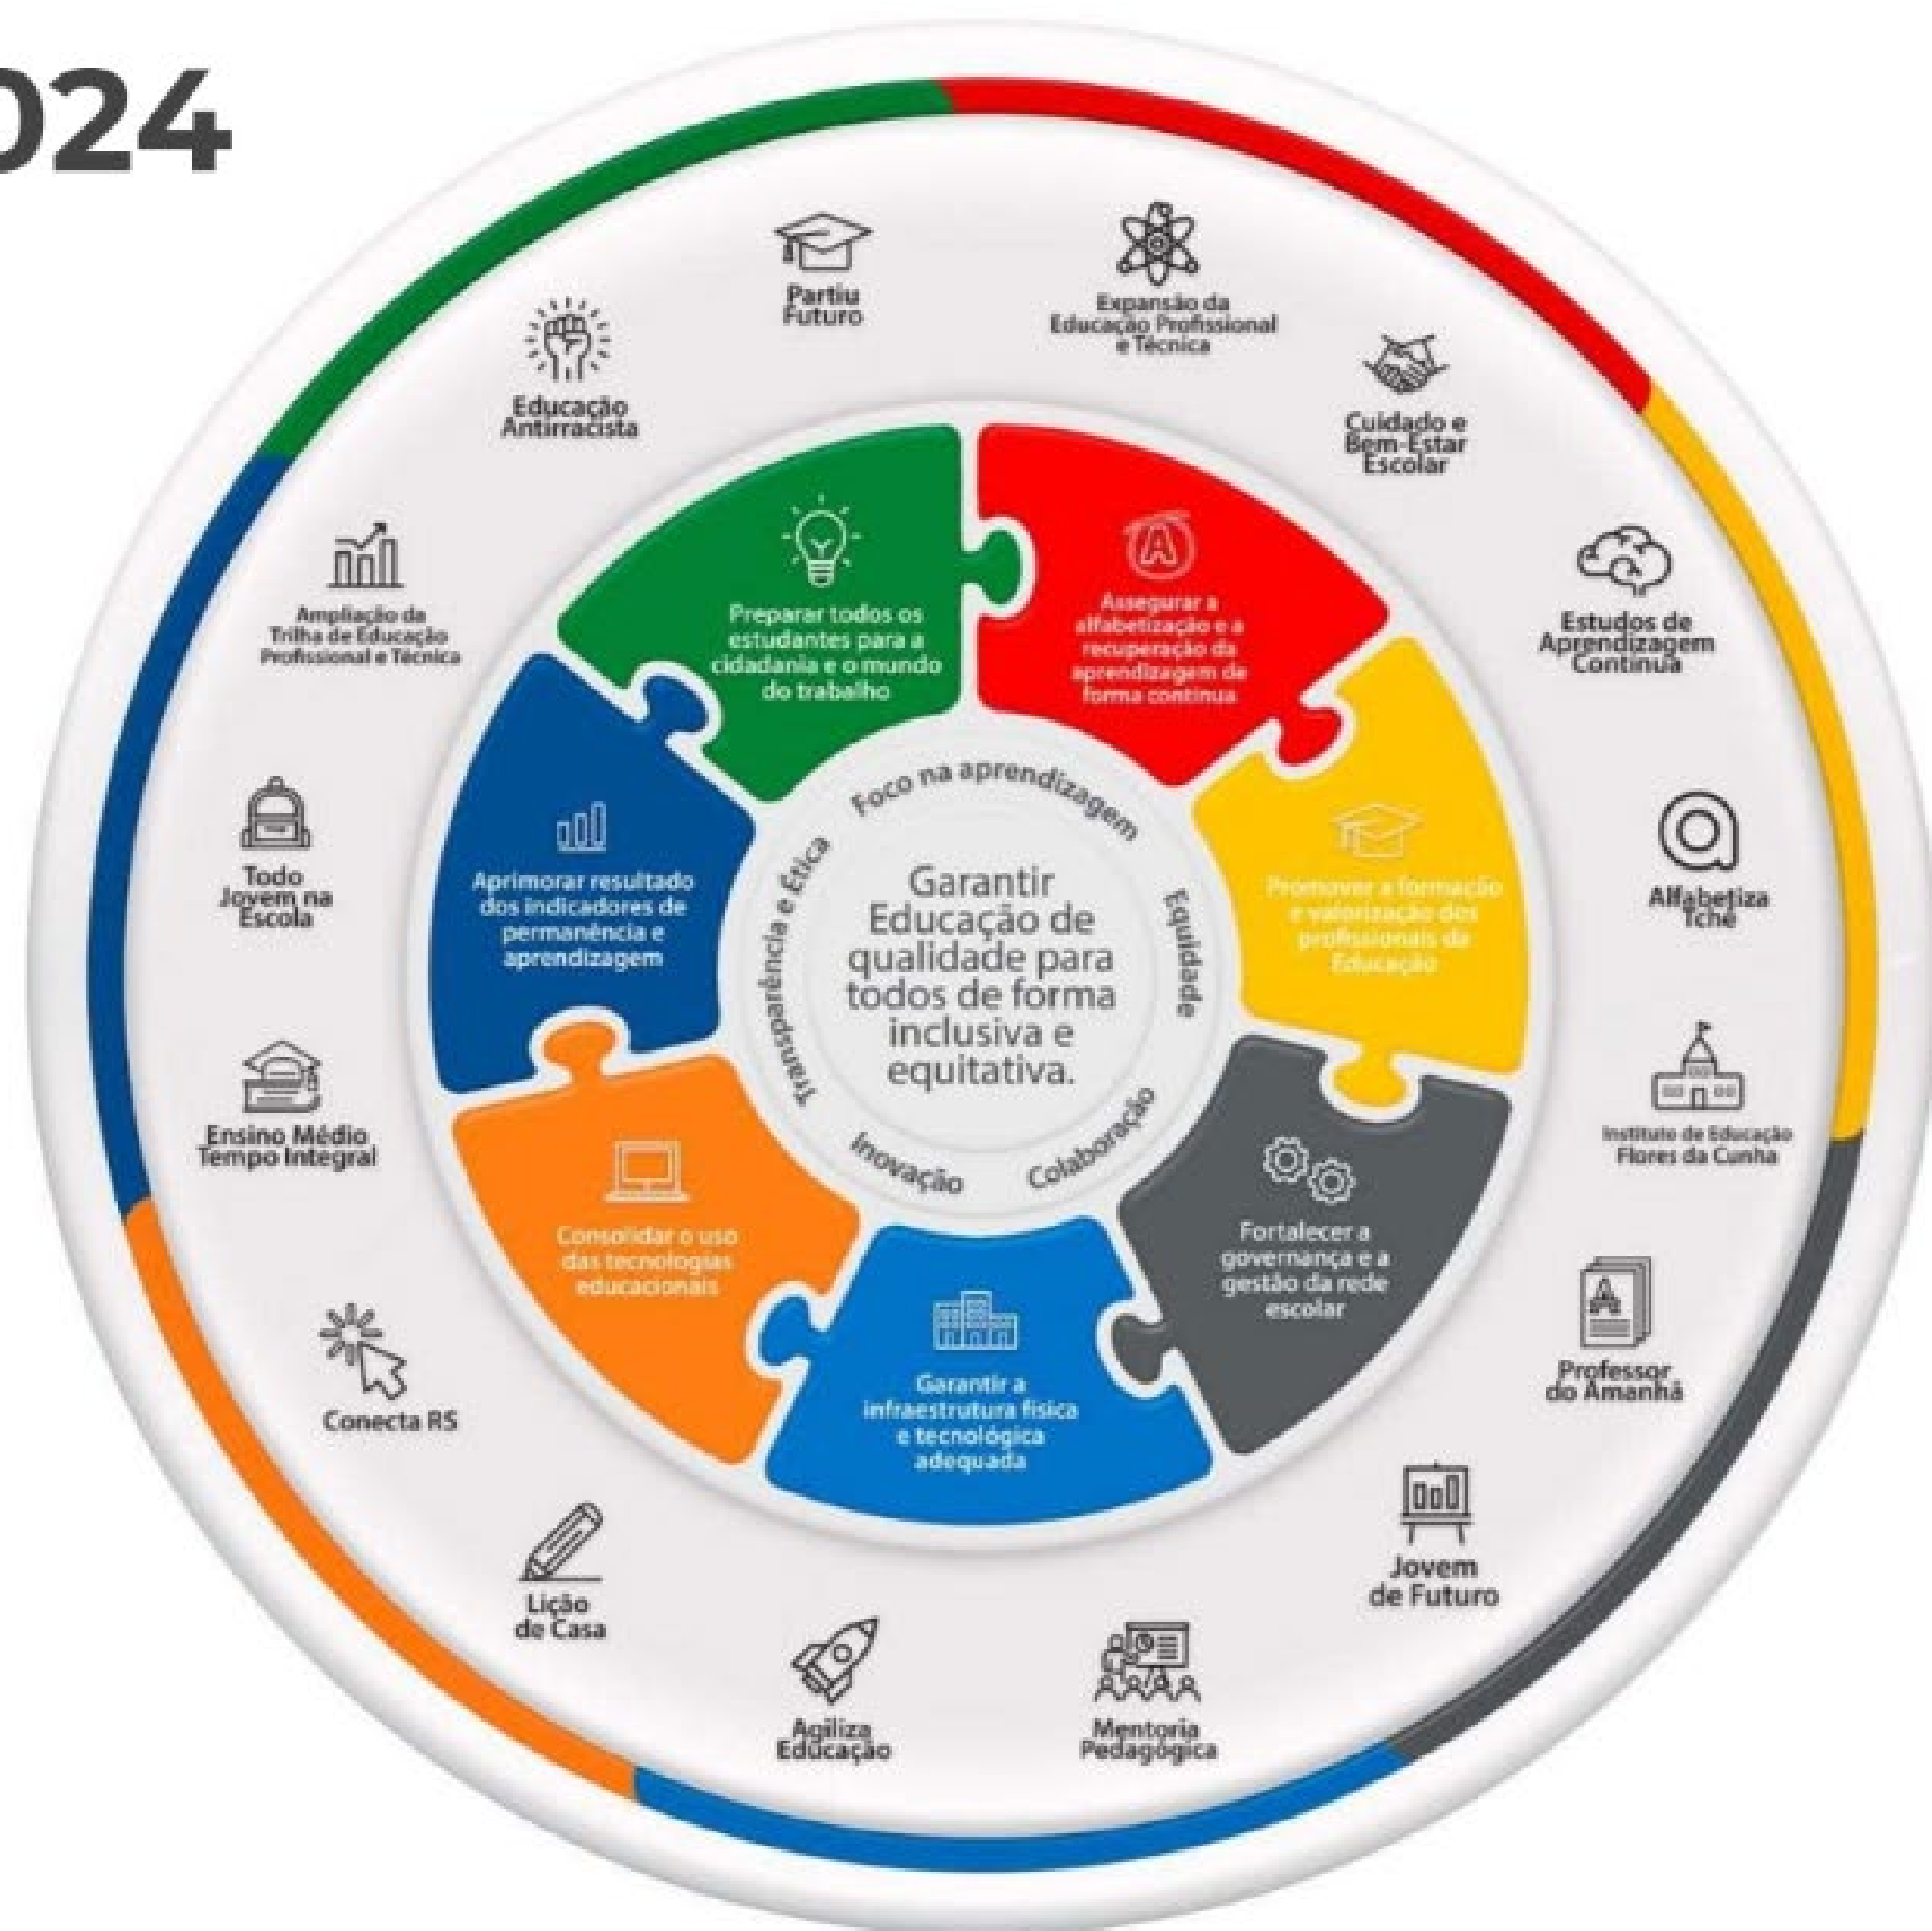 024
Partiu
Futuro
Expansão da
Educação Profissional
e Técnica
Cuidado e
Bem-Estar
Escolar
Estudos de
Aprendizagem
Contínua
Alfabetiza
Tchê
Instituto de Educação
Flores da Cunha
Professor
do Amanhã
Jovem
de Futuro
Mentoria
Pedagógica
Agiliza
Educação
Lição
de Casa
Conecta RS
Ensino Médio
Tempo Integral
Todo
Jovem na
Escola
Ampliação da
Trilha de Educação
Profissional e Técnica
Educação
Antirracista
Preparar todos os
estudantes para a
cidadania e o mundo
do trabalho
A
Assegurar a
alfabetização e a
recuperação da
aprendizagem de
forma contínua
Promover a formação
e valorização dos
profissionais da
Educação
Fortalecer a
governança e a
gestão da rede
escolar
Garantir a
infraestrutura física
e tecnológica
adequada
Consolidar o uso
das tecnologias
educacionais
Aprimorar resultado
dos indicadores de
permanência e
aprendizagem
Foco na aprendizagem
Equidade
Colaboração
Inovação
Transparência e Ética
Garantir
Educação de
qualidade para
todos de forma
inclusiva e
equitativa.